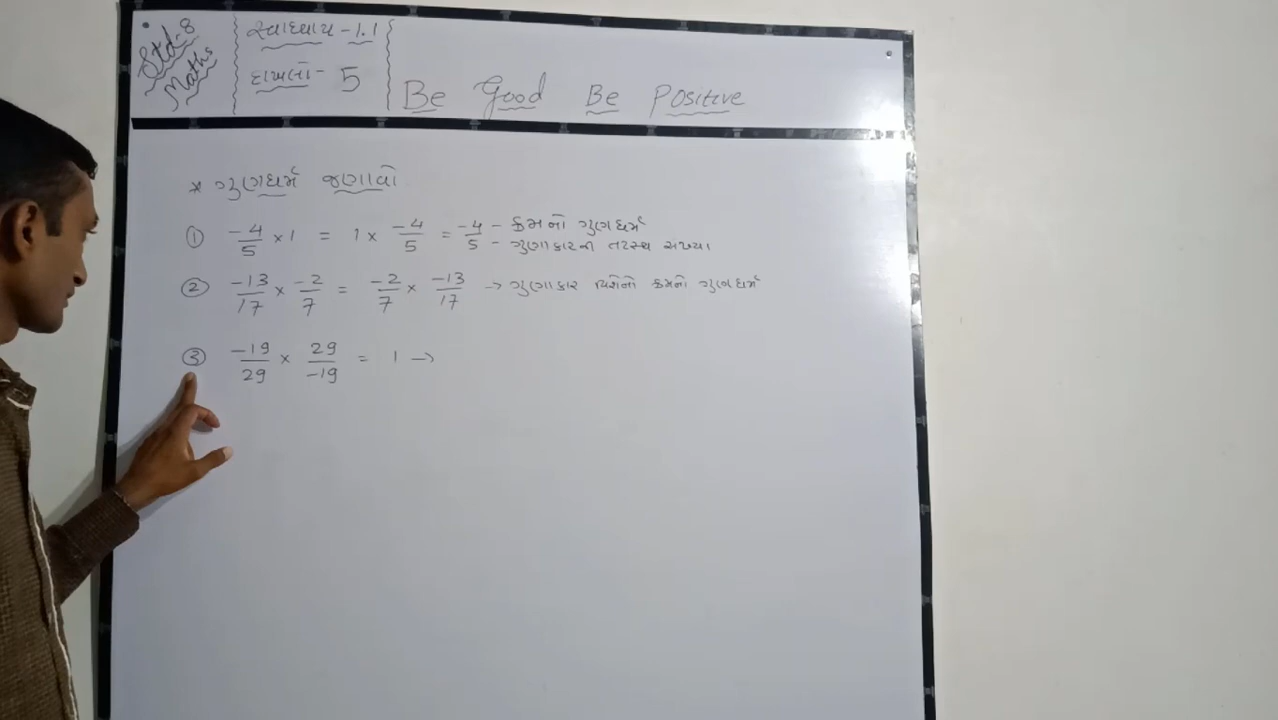 Std-8
Maths
સ્વાધ્યાય-1.1
દાખલો- 5
Be Good Be Positive
* ગુણધર્મ જણાવો
① -4/5 × 1 = 1 × -4/5 = -4/5 - ક્રમનો ગુણધર્મ
- ગુણાકારની તટસ્થ સંખ્યા
② -13/17 × -2/7 = -2/7 × -13/17 → ગુણાકાર વિશેનો ક્રમનો ગુણધર્મ
③ -19/29 × 29/-19 = 1 →